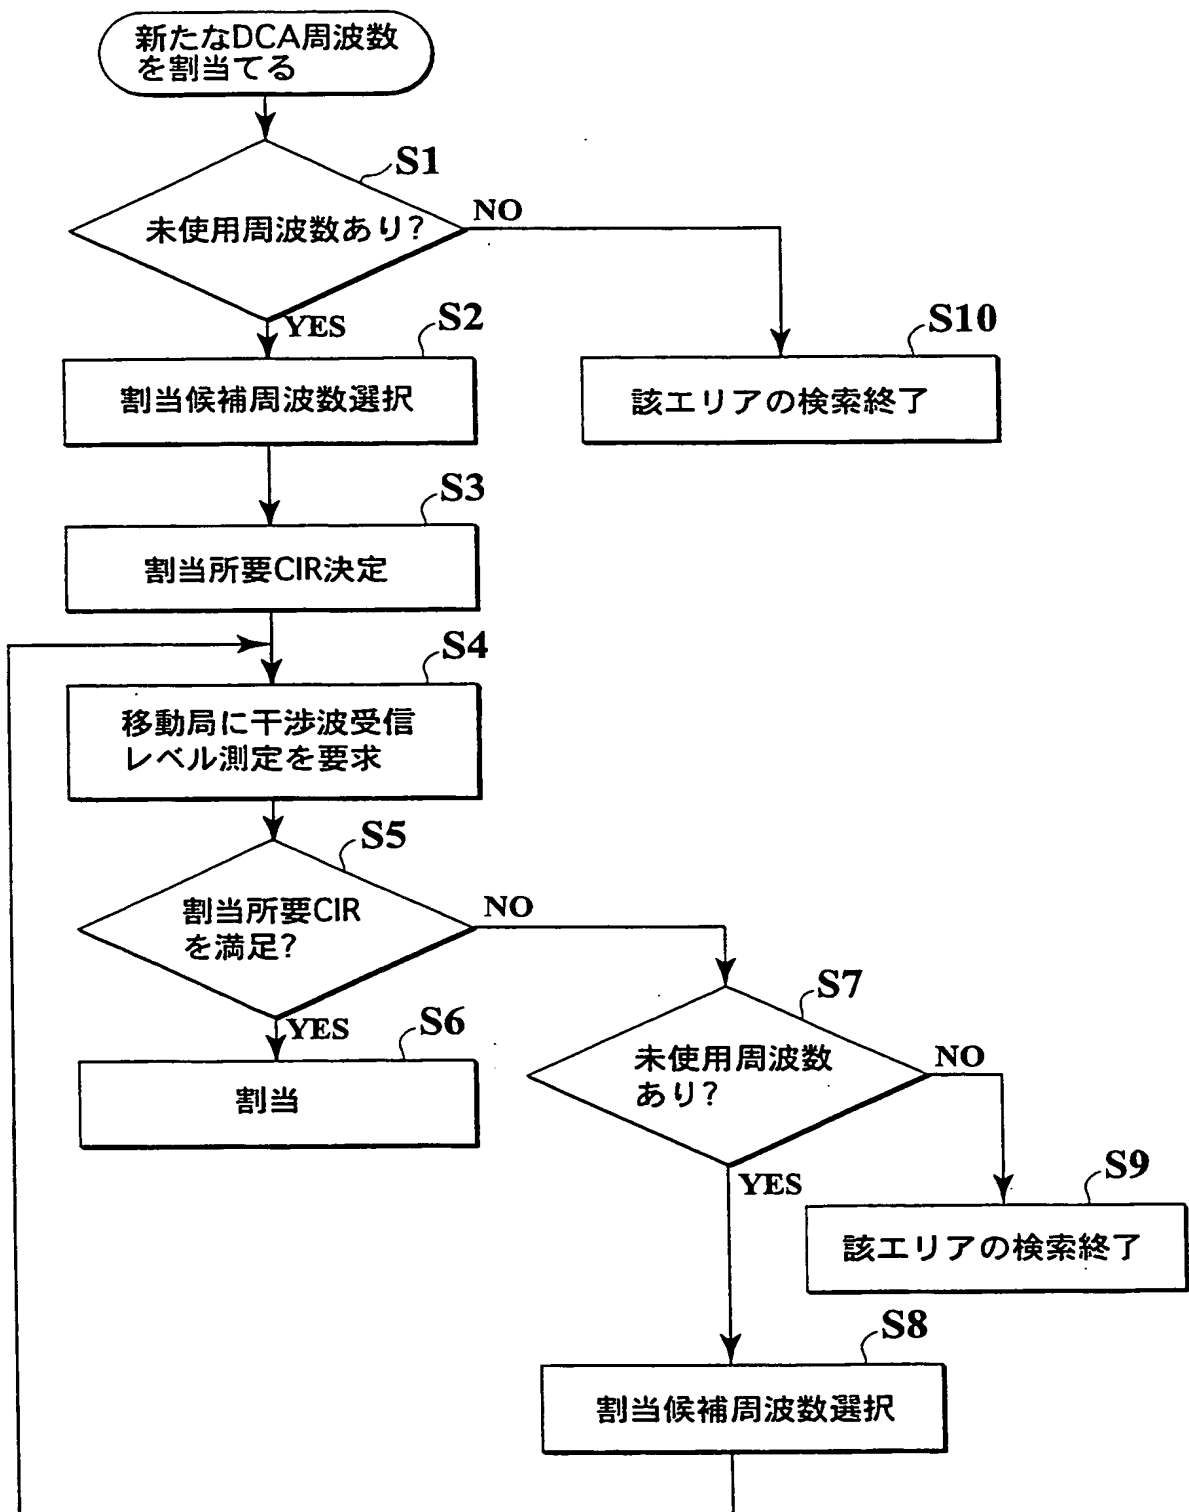 新たなDCA周波数
を割当てる
S1
未使用周波数あり?
NO
YES
S2
割当候補周波数選択
S10
該エリアの検索終了
S3
割当所要CIR決定
S4
移動局に干渉波受信
レベル測定を要求
S5
割当所要CIR
を満足?
NO
YES
S6
割当
S7
未使用周波数
あり?
NO
YES
S9
該エリアの検索終了
S8
割当候補周波数選択